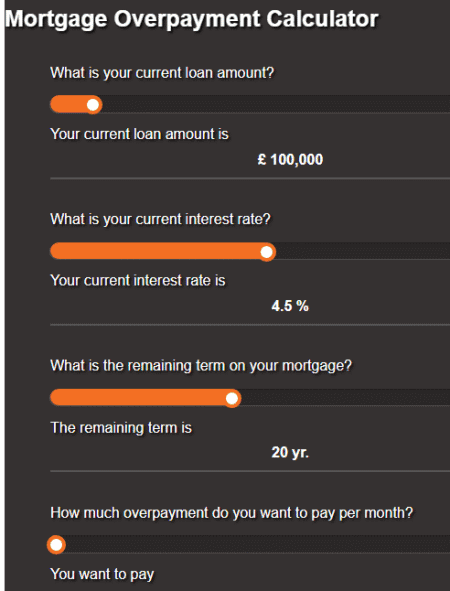 Mortgage Overpayment Calculator
What is your current loan amount?
Your current loan amount is
£ 100,000
What is your current interest rate?
Your current interest rate is
4.5 %
What is the remaining term on your mortgage?
The remaining term is
20 yr.
How much overpayment do you want to pay per month?
You want to pay